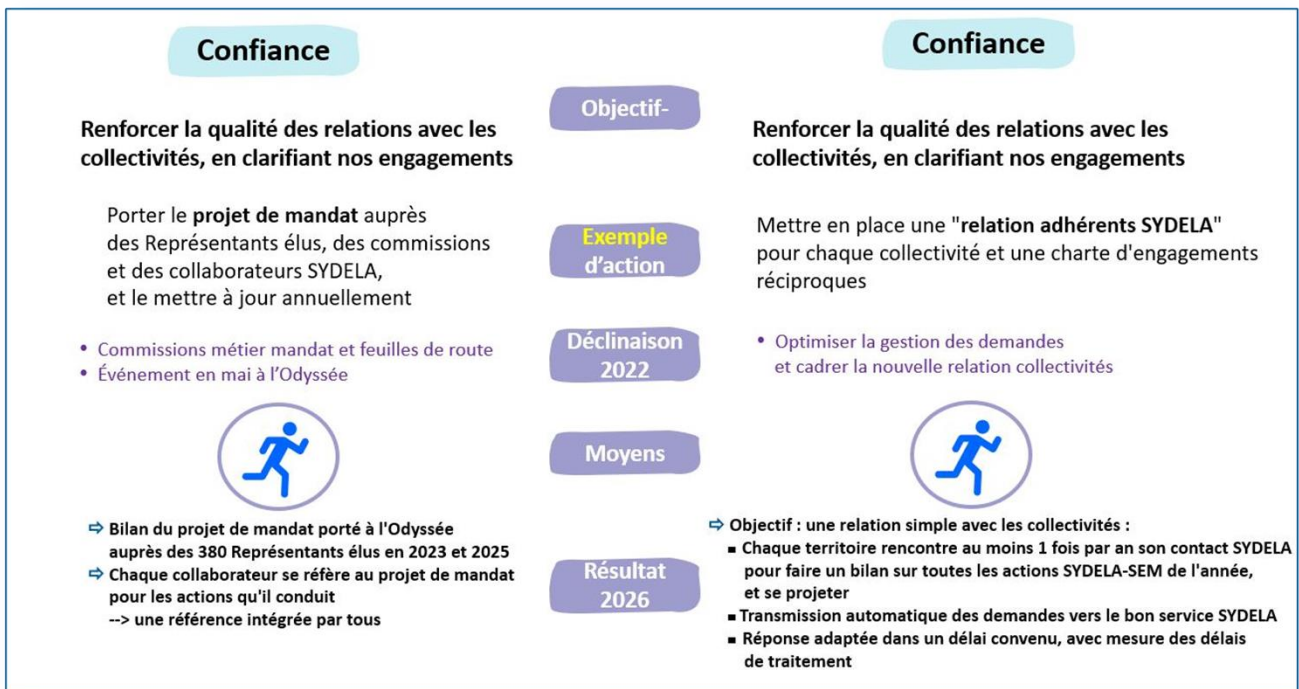 Confiance
Renforcer la qualité des relations avec les
collectivités, en clarifiant nos engagements
Porter le projet de mandat auprès
des Représentants élus, des commissions
et des collaborateurs SYDELA,
et le mettre à jour annuellement
• Commissions métier mandat et feuilles de route
• Événement en mai à l'Odyssée
⇨ Bilan du projet de mandat porté à l'Odyssée
auprès des 380 Représentants élus en 2023 et 2025
⇨ Chaque collaborateur se réfère au projet de mandat
pour les actions qu'il conduit
--> une référence intégrée par tous
Objectif-
Exemple
d'action
Déclinaison
2022
Moyens
Résultat
2026
Confiance
Renforcer la qualité des relations avec les
collectivités, en clarifiant nos engagements
Mettre en place une "relation adhérents SYDELA"
pour chaque collectivité et une charte d'engagements
réciproques
• Optimiser la gestion des demandes
et cadrer la nouvelle relation collectivités
⇨ Objectif : une relation simple avec les collectivités :
▪ Chaque territoire rencontre au moins 1 fois par an son contact SYDELA
pour faire un bilan sur toutes les actions SYDELA-SEM de l'année,
et se projeter
▪ Transmission automatique des demandes vers le bon service SYDELA
▪ Réponse adaptée dans un délai convenu, avec mesure des délais
de traitement